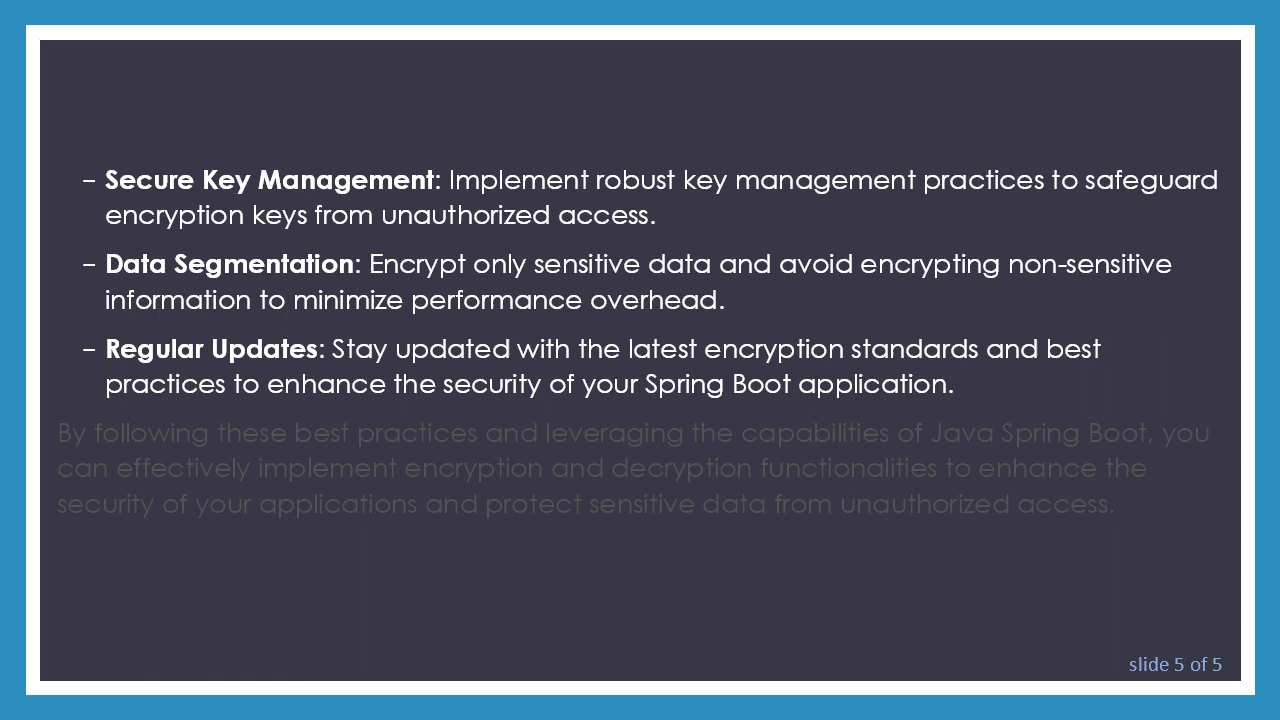 – Secure Key Management: Implement robust key management practices to safeguard
encryption keys from unauthorized access.
– Data Segmentation: Encrypt only sensitive data and avoid encrypting non-sensitive
information to minimize performance overhead.
– Regular Updates: Stay updated with the latest encryption standards and best
practices to enhance the security of your Spring Boot application.
By following these best practices and leveraging the capabilities of Java Spring Boot, you
can effectively implement encryption and decryption functionalities to enhance the
security of your applications and protect sensitive data from unauthorized access.
slide 5 of 5